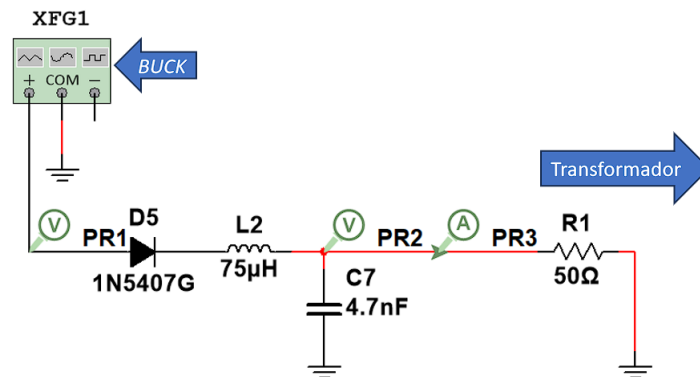 XFG1
BUCK
+ COM −
Transformador
V
PR1
D5
1N5407G
L2
75µH
V
PR2
A
PR3
R1
50Ω
C7
4.7nF